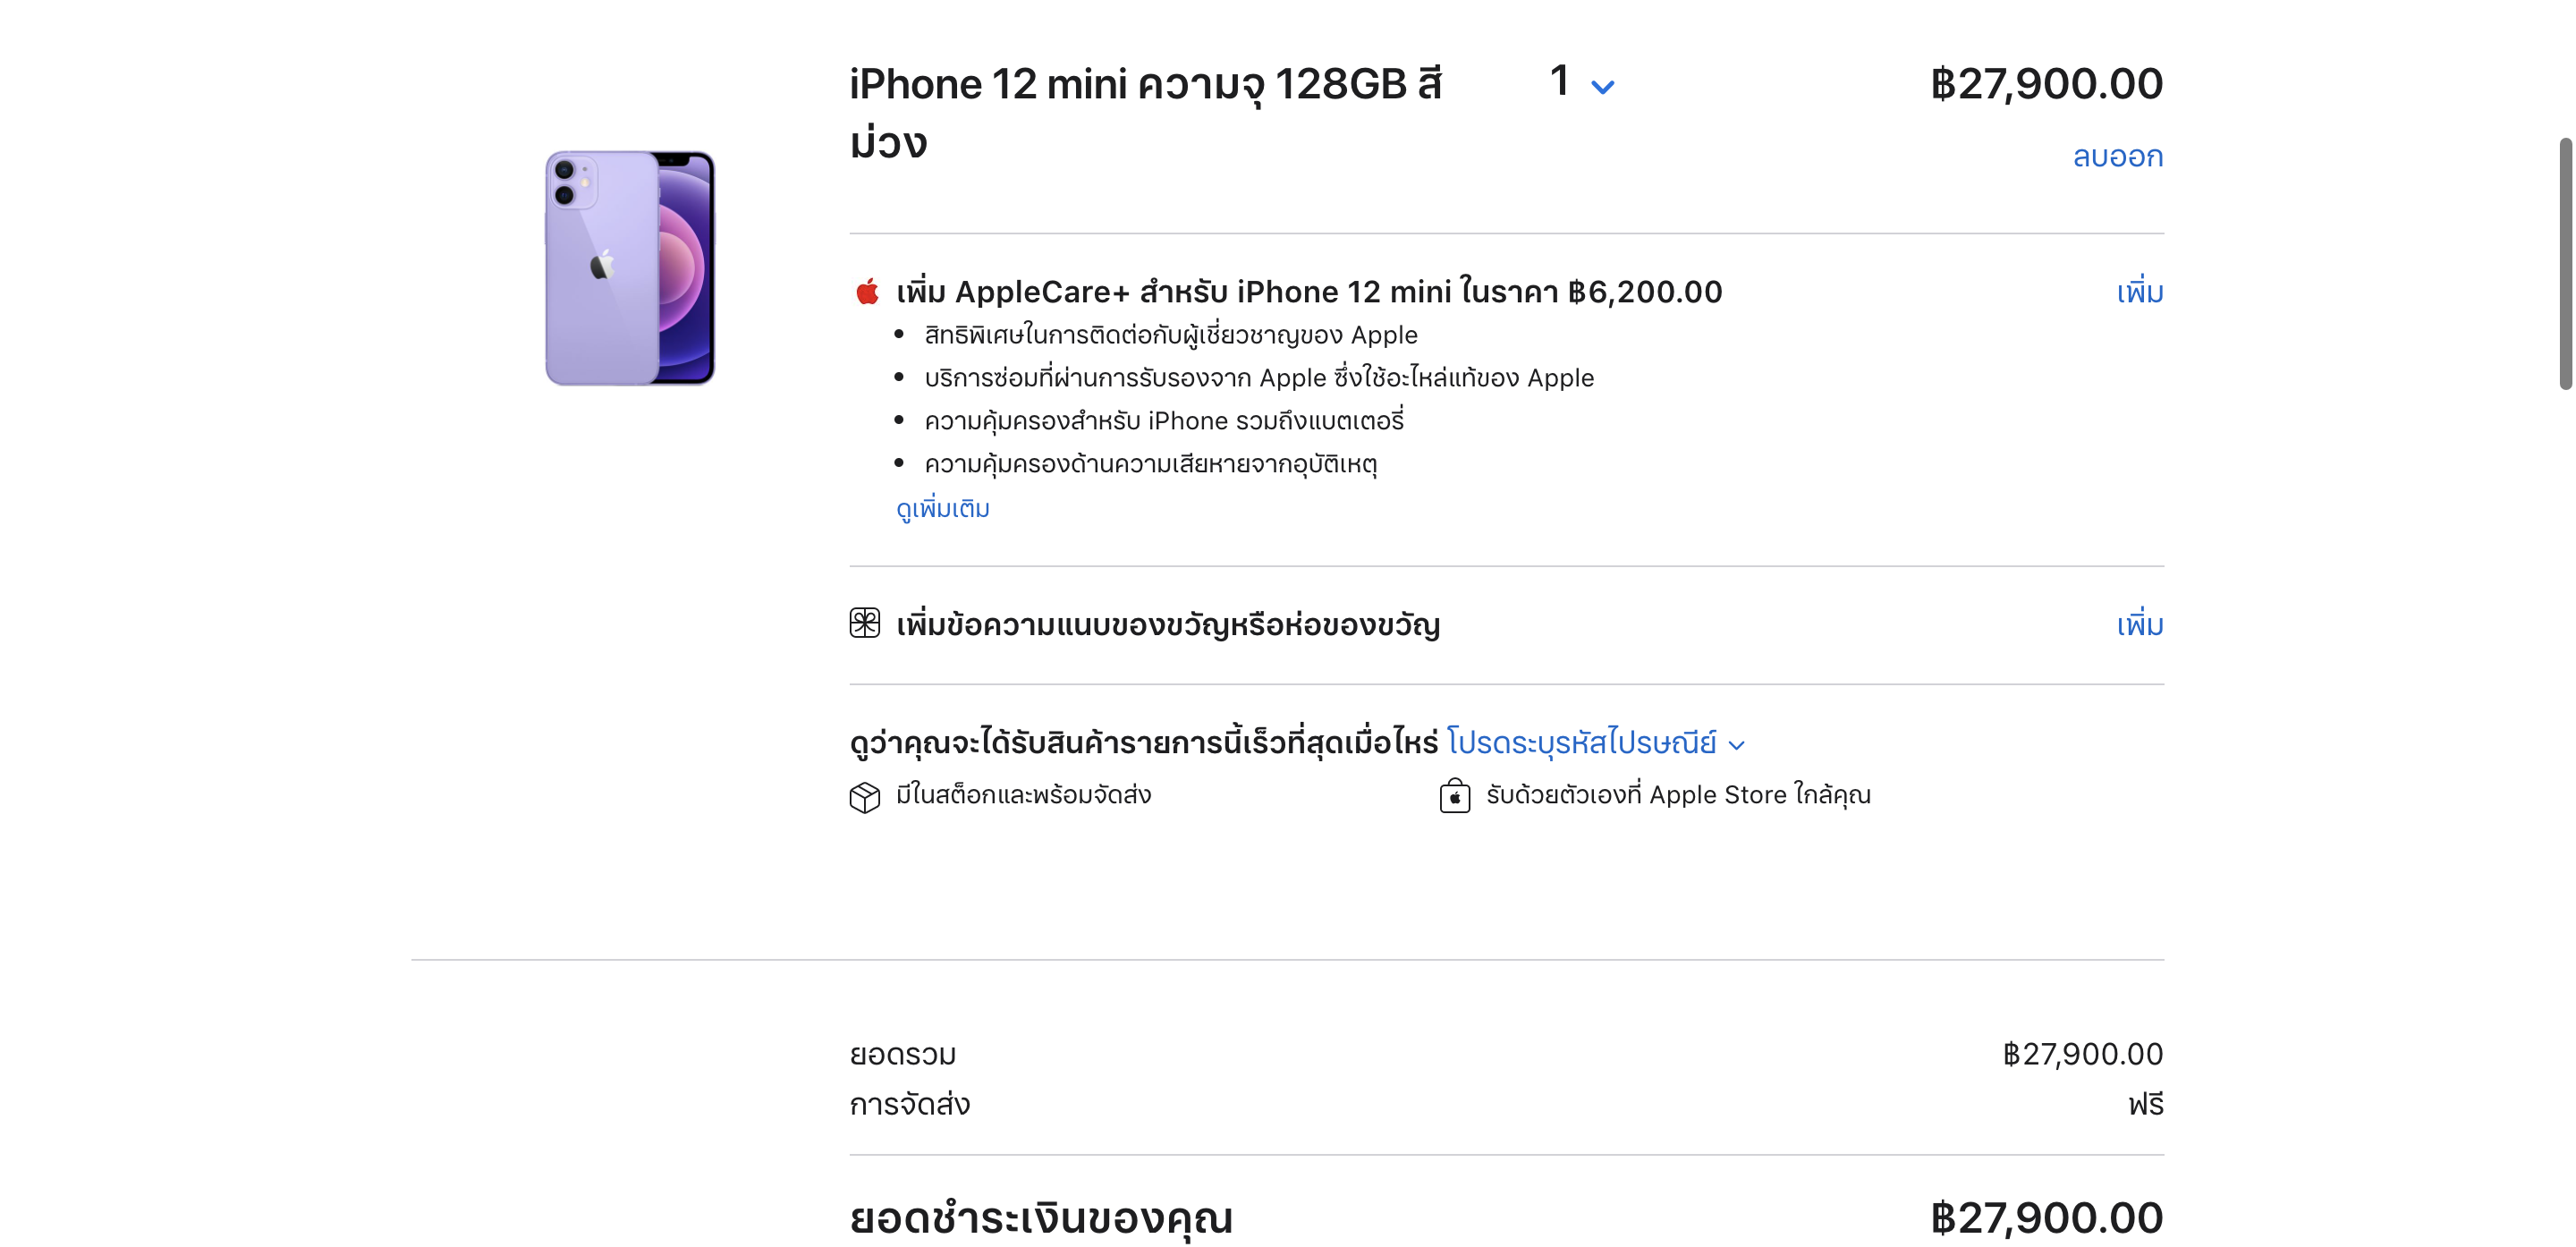 iPhone 12 mini ความจุ 128GB สี
ม่วง
1
฿27,900.00
ลบออก
เพิ่ม AppleCare+ สำหรับ iPhone 12 mini ในราคา ฿6,200.00
เพิ่ม
สิทธิพิเศษในการติดต่อกับผู้เชี่ยวชาญของ Apple
บริการซ่อมที่ผ่านการรับรองจาก Apple ซึ่งใช้อะไหล่แท้ของ Apple
ความคุ้มครองสำหรับ iPhone รวมถึงแบตเตอรี่
ความคุ้มครองด้านความเสียหายจากอุบัติเหตุ
ดูเพิ่มเติม
เพิ่มข้อความแนบของขวัญหรือห่อของขวัญ
เพิ่ม
ดูว่าคุณจะได้รับสินค้ารายการนี้เร็วที่สุดเมื่อไหร่ โปรดระบุรหัสไปรษณีย์
มีในสต็อกและพร้อมจัดส่ง
รับด้วยตัวเองที่ Apple Store ใกล้คุณ
ยอดรวม
฿27,900.00
การจัดส่ง
ฟรี
ยอดชำระเงินของคุณ
฿27,900.00